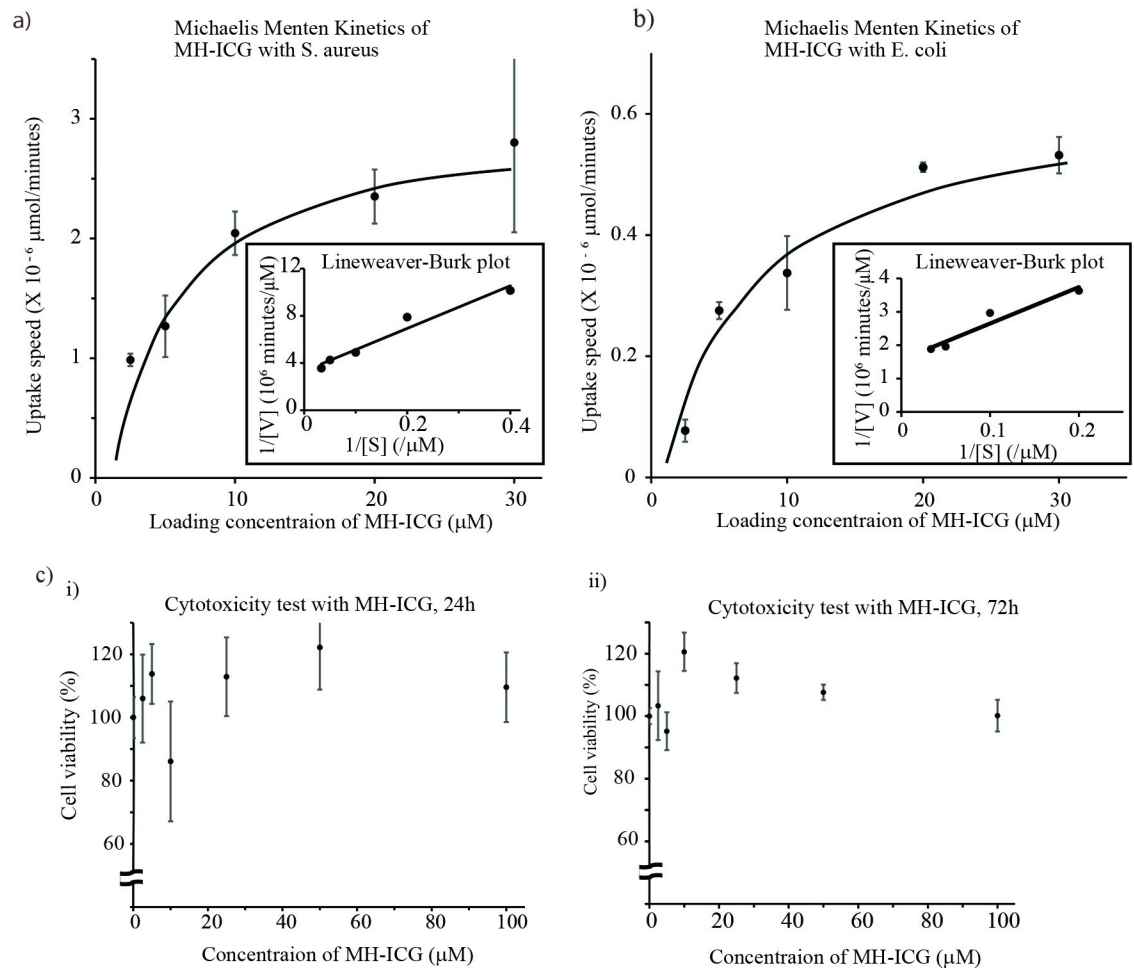 a)
Michaelis Menten Kinetics of
MH-ICG with S. aureus
Uptake speed (X 10⁻⁶ μmol/minutes)
3
2
1
0
0
10
20
30
Loading concentraion of MH-ICG (μM)
Lineweaver-Burk plot
1/[V] (10⁶ minutes/μM)
12
8
4
0
0.2
0.4
1/[S] (/μM)
b)
Michaelis Menten Kinetics of
MH-ICG with E. coli
Uptake speed (X 10⁻⁶ μmol/minutes)
0.6
0.4
0.2
0
0
10
20
30
Loading concentraion of MH-ICG (μM)
Lineweaver-Burk plot
1/[V] (10⁶ minutes/μM)
4
3
2
1
0
0
0.1
0.2
1/[S] (/μM)
c)
i)
Cytotoxicity test with MH-ICG, 24h
Cell viability (%)
120
100
80
60
0
20
40
60
80
100
Concentraion of MH-ICG (μM)
ii)
Cytotoxicity test with MH-ICG, 72h
Cell viability (%)
120
100
80
60
0
20
40
60
80
100
Concentraion of MH-ICG (μM)